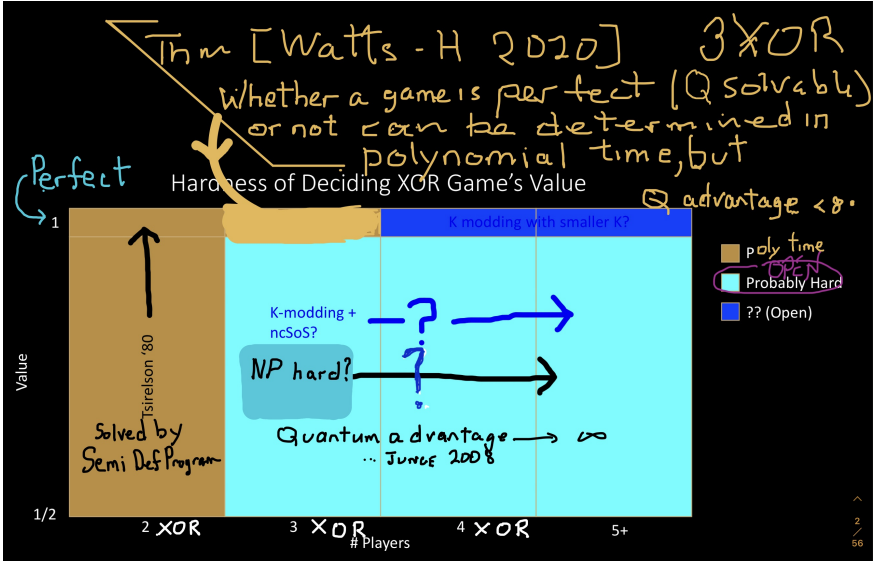 Thm [Watts - H 2020] 3XOR
Whether a game is perfect (Q solvable)
or not can be determined in
polynomial time, but
Q advantage < 8.
Perfect
Hardness of Deciding XOR Game's Value
1
K modding with smaller K?
Poly time
OPEN
Probably Hard
?? (Open)
K-modding +
ncSoS?
?
NP hard?
?
Value
Tsirelson '80
Solved by
Semi Def Program
Quantum advantage → ∞
.. JUNGE 2008
1/2
2 XOR
3 XOR
4 XOR
5+
# Players
2
/
56